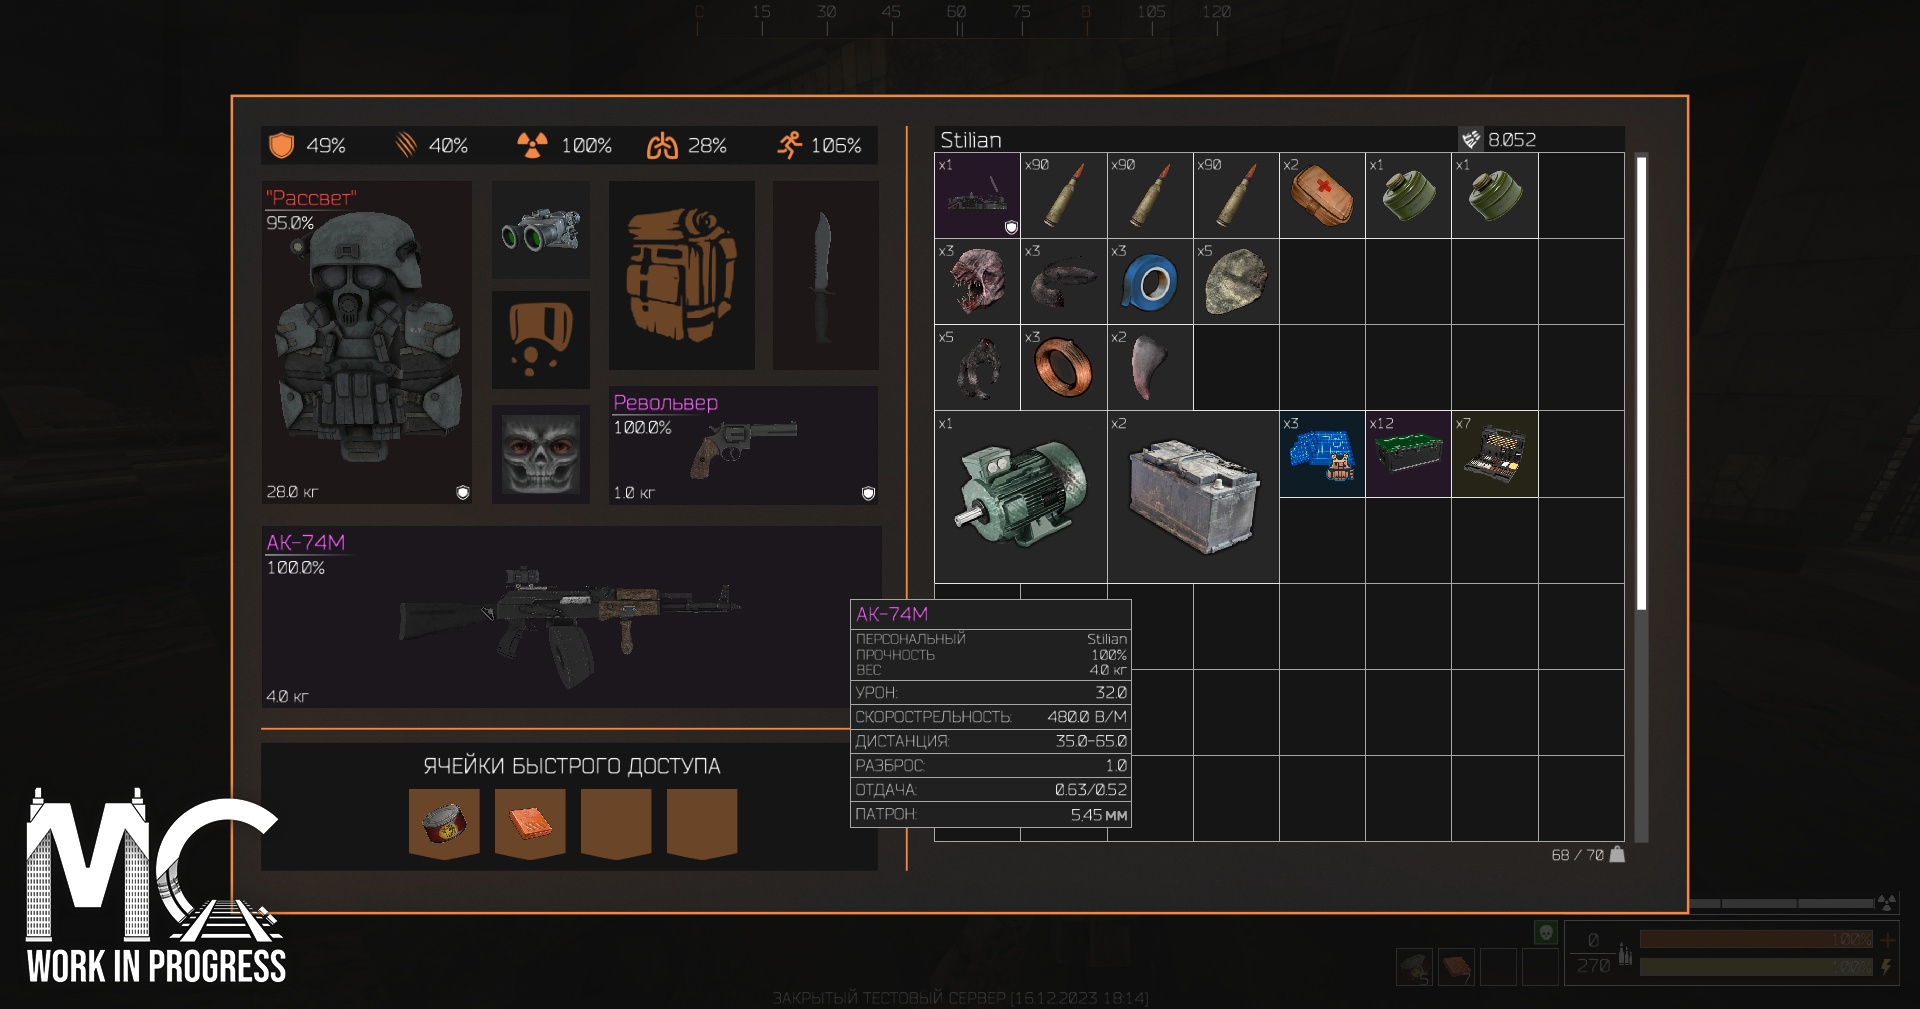 С 15 30 45 60 75 В 105 120
49% 40% 100% 28% 106%
"Рассвет"
95.0%
28.0 кг
Револьвер
100.0%
1.0 кг
АК-74М
100.0%
4.0 кг
ЯЧЕЙКИ БЫСТРОГО ДОСТУПА
Stilian 8.052
x1 x90 x90 x90 x2 x1 x1
x3 x3 x3 x5
x5 x3 x2
x1 x2 x3 x12 x7
АК-74М
ПЕРСОНАЛЬНЫЙ Stilian
ПРОЧНОСТЬ 100%
ВЕС 4.0 кг
УРОН: 32.0
СКОРОСТРЕЛЬНОСТЬ: 480.0 В/М
ДИСТАНЦИЯ: 35.0-65.0
РАЗБРОС: 1.0
ОТДАЧА: 0.63/0.52
ПАТРОН: 5,45 мм
68 / 70
MC
WORK IN PROGRESS
0
270
100%
100%
5 7
ЗАКРЫТЫЙ ТЕСТОВЫЙ СЕРВЕР [16.12.2023 18:14]